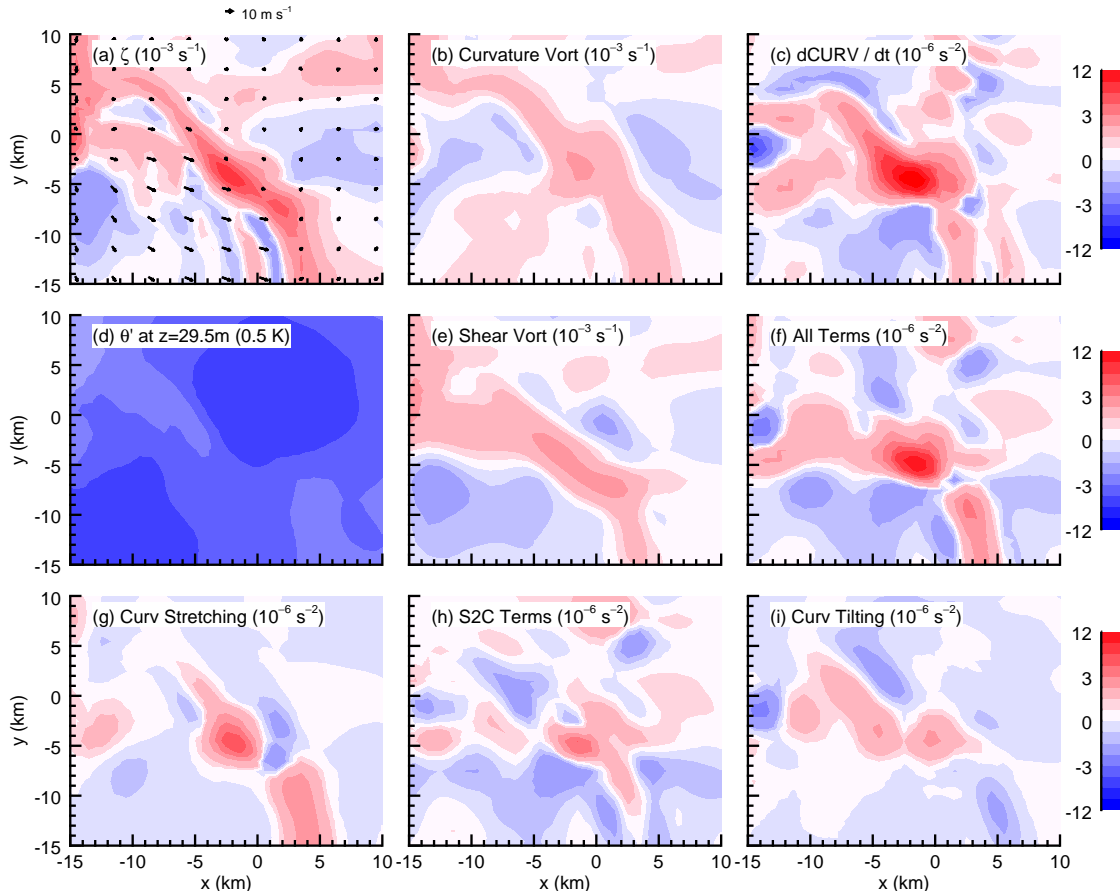 10 m s⁻¹
(a) ζ (10⁻³ s⁻¹)
(b) Curvature Vort (10⁻³ s⁻¹)
(c) dCURV / dt (10⁻⁶ s⁻²)
y (km)
10
5
0
-5
-10
-15
12
3
0
-3
-12
(d) θ' at z=29.5m (0.5 K)
(e) Shear Vort (10⁻³ s⁻¹)
(f) All Terms (10⁻⁶ s⁻²)
y (km)
10
5
0
-5
-10
-15
12
3
0
-3
-12
(g) Curv Stretching (10⁻⁶ s⁻²)
(h) S2C Terms (10⁻⁶ s⁻²)
(i) Curv Tilting (10⁻⁶ s⁻²)
y (km)
10
5
0
-5
-10
-15
12
3
0
-3
-12
-15 -10 -5 0 5 10
-15 -10 -5 0 5 10
-15 -10 -5 0 5 10
x (km)
x (km)
x (km)